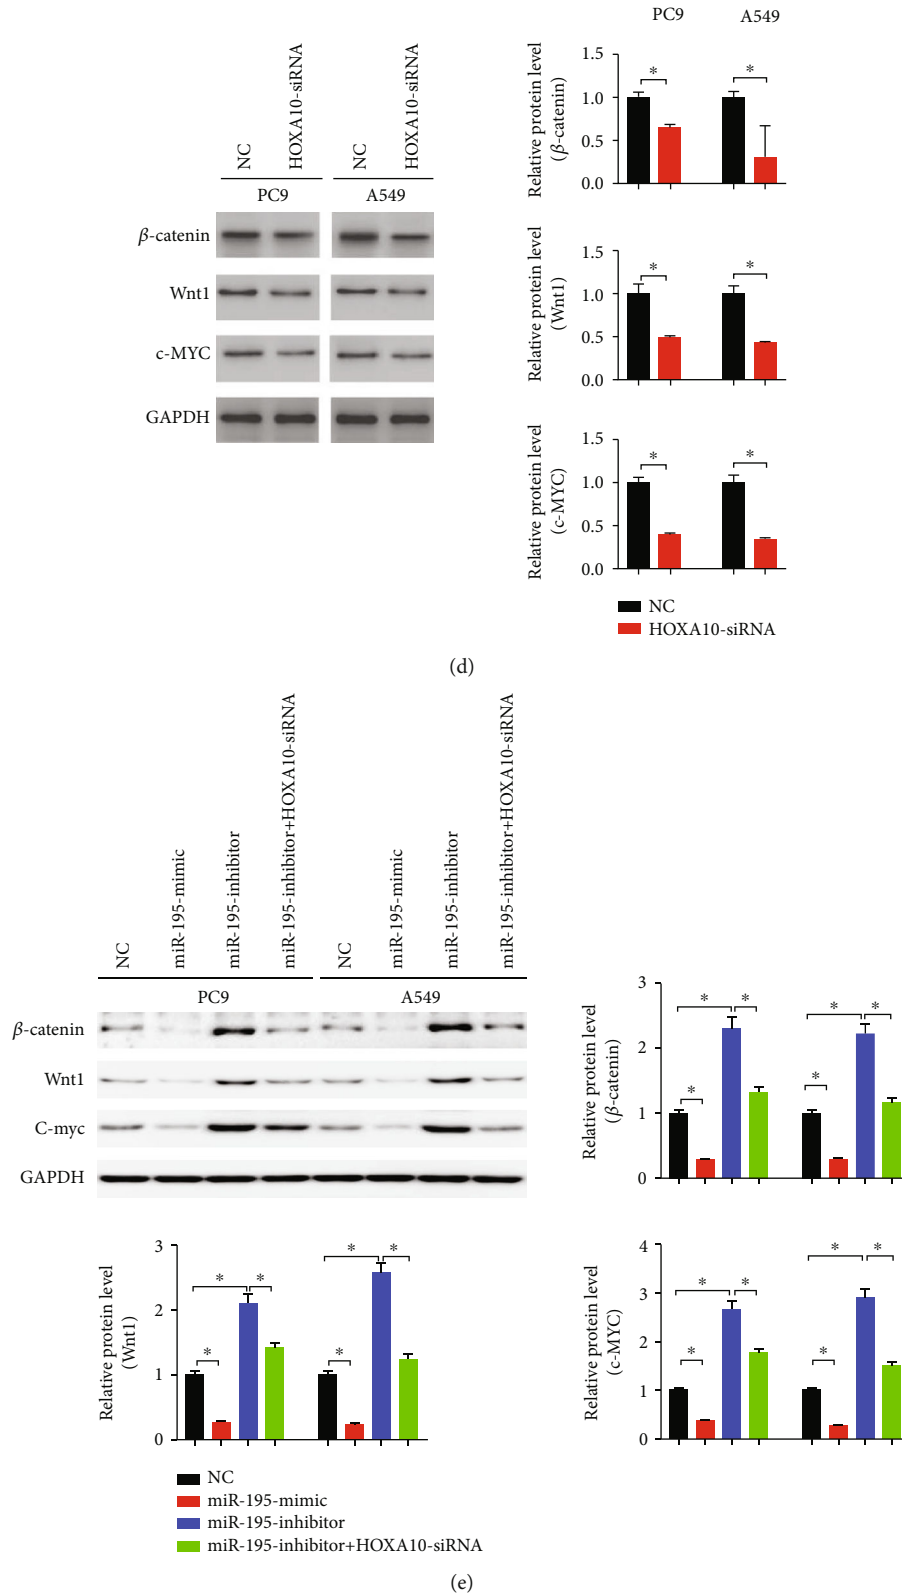 PC9 A549
NC HOXA10-siRNA NC HOXA10-siRNA
PC9 A549
β-catenin
Wnt1
c-MYC
GAPDH
Relative protein level
(β-catenin)
1.5
1.0
0.5
0.0
* *
Relative protein level
(Wnt1)
1.5
1.0
0.5
0.0
* *
Relative protein level
(c-MYC)
1.5
1.0
0.5
0.0
* *
NC
HOXA10-siRNA
(d)
NC miR-195-mimic miR-195-inhibitor miR-195-inhibitor+HOXA10-siRNA NC miR-195-mimic miR-195-inhibitor miR-195-inhibitor+HOXA10-siRNA
PC9 A549
β-catenin
Wnt1
C-myc
GAPDH
Relative protein level
(β-catenin)
3
2
1
0
* * * * * *
Relative protein level
(Wnt1)
3
2
1
0
* * * * * *
Relative protein level
(c-MYC)
4
3
2
1
0
* * * * * *
NC
miR-195-mimic
miR-195-inhibitor
miR-195-inhibitor+HOXA10-siRNA
(e)